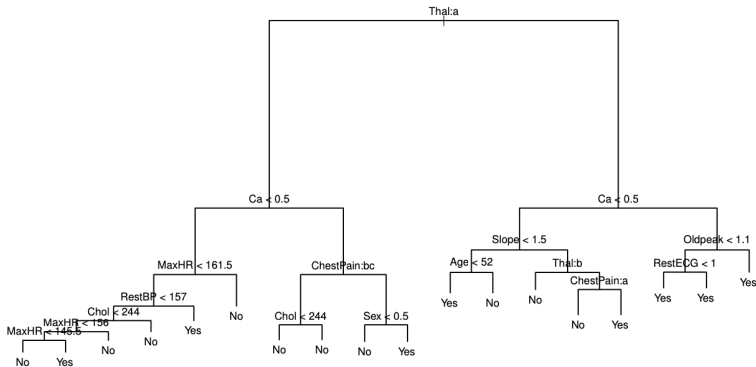 Thal:a
Ca < 0.5
Ca < 0.5
Slope < 1.5
Oldpeak < 1.1
MaxHR < 161.5
ChestPain:bc
Age < 52
Thal:b
RestECG < 1
ChestPain:a
Yes
RestBP < 157
Yes
No
No
Yes
Yes
Chol < 244
No
Chol < 244
Sex < 0.5
No
Yes
MaxHR < 156
Yes
MaxHR < 145.5
No
No
No
No
No
Yes
No
Yes